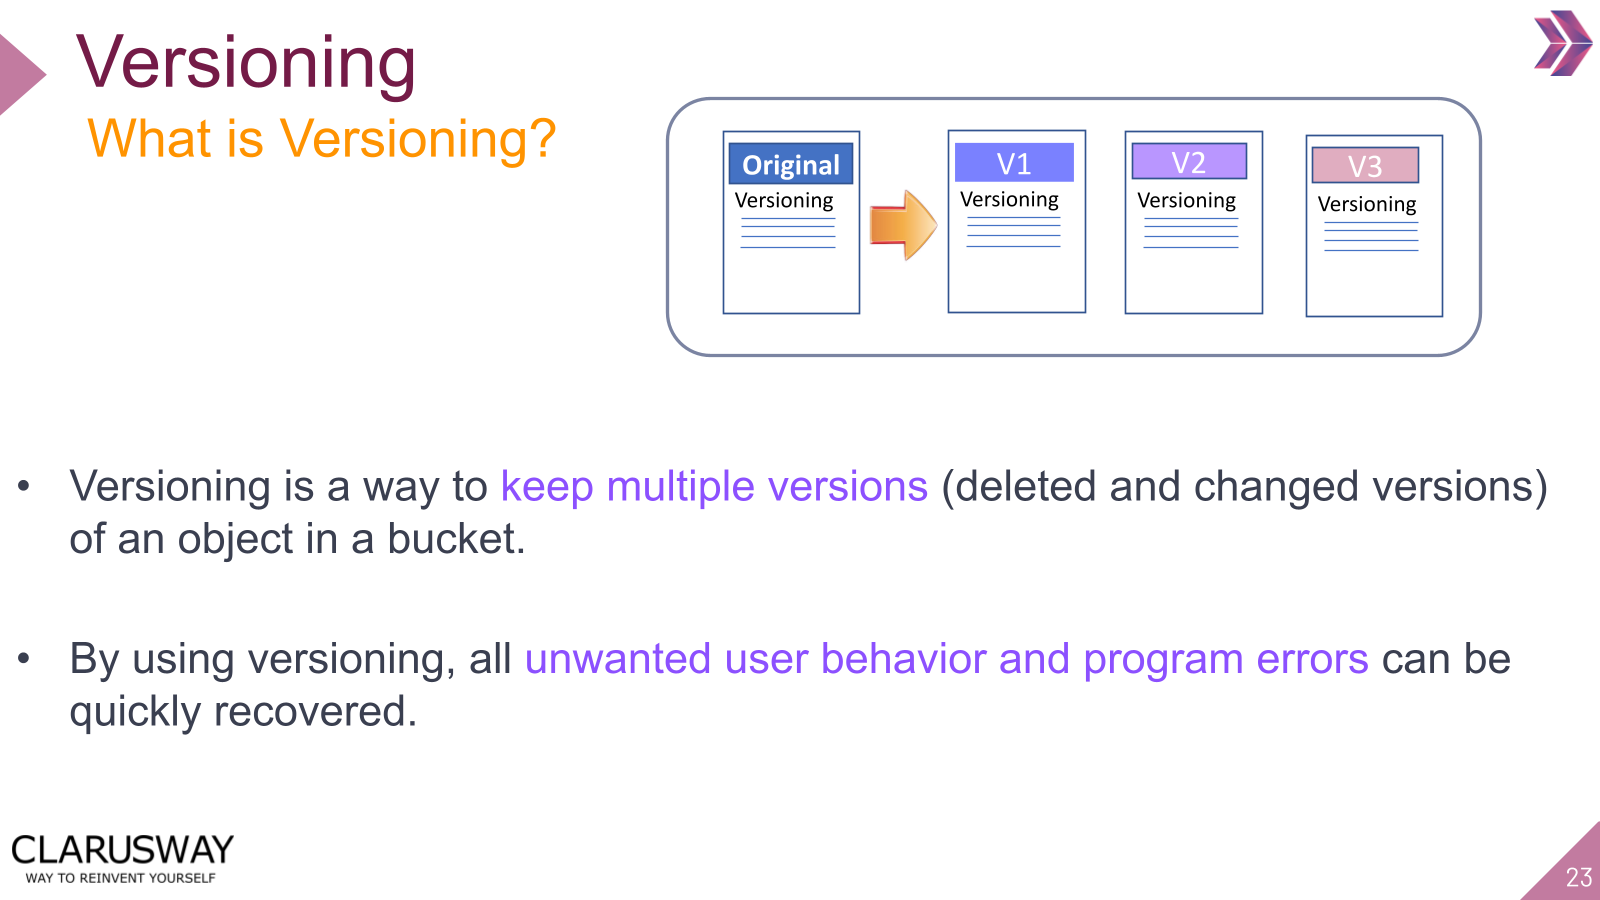 Versioning
What is Versioning?
Original
Versioning
V1
Versioning
V2
Versioning
V3
Versioning
• Versioning is a way to keep multiple versions (deleted and changed versions)
of an object in a bucket.
• By using versioning, all unwanted user behavior and program errors can be
quickly recovered.
CLARUSWAY
WAY TO REINVENT YOURSELF
23